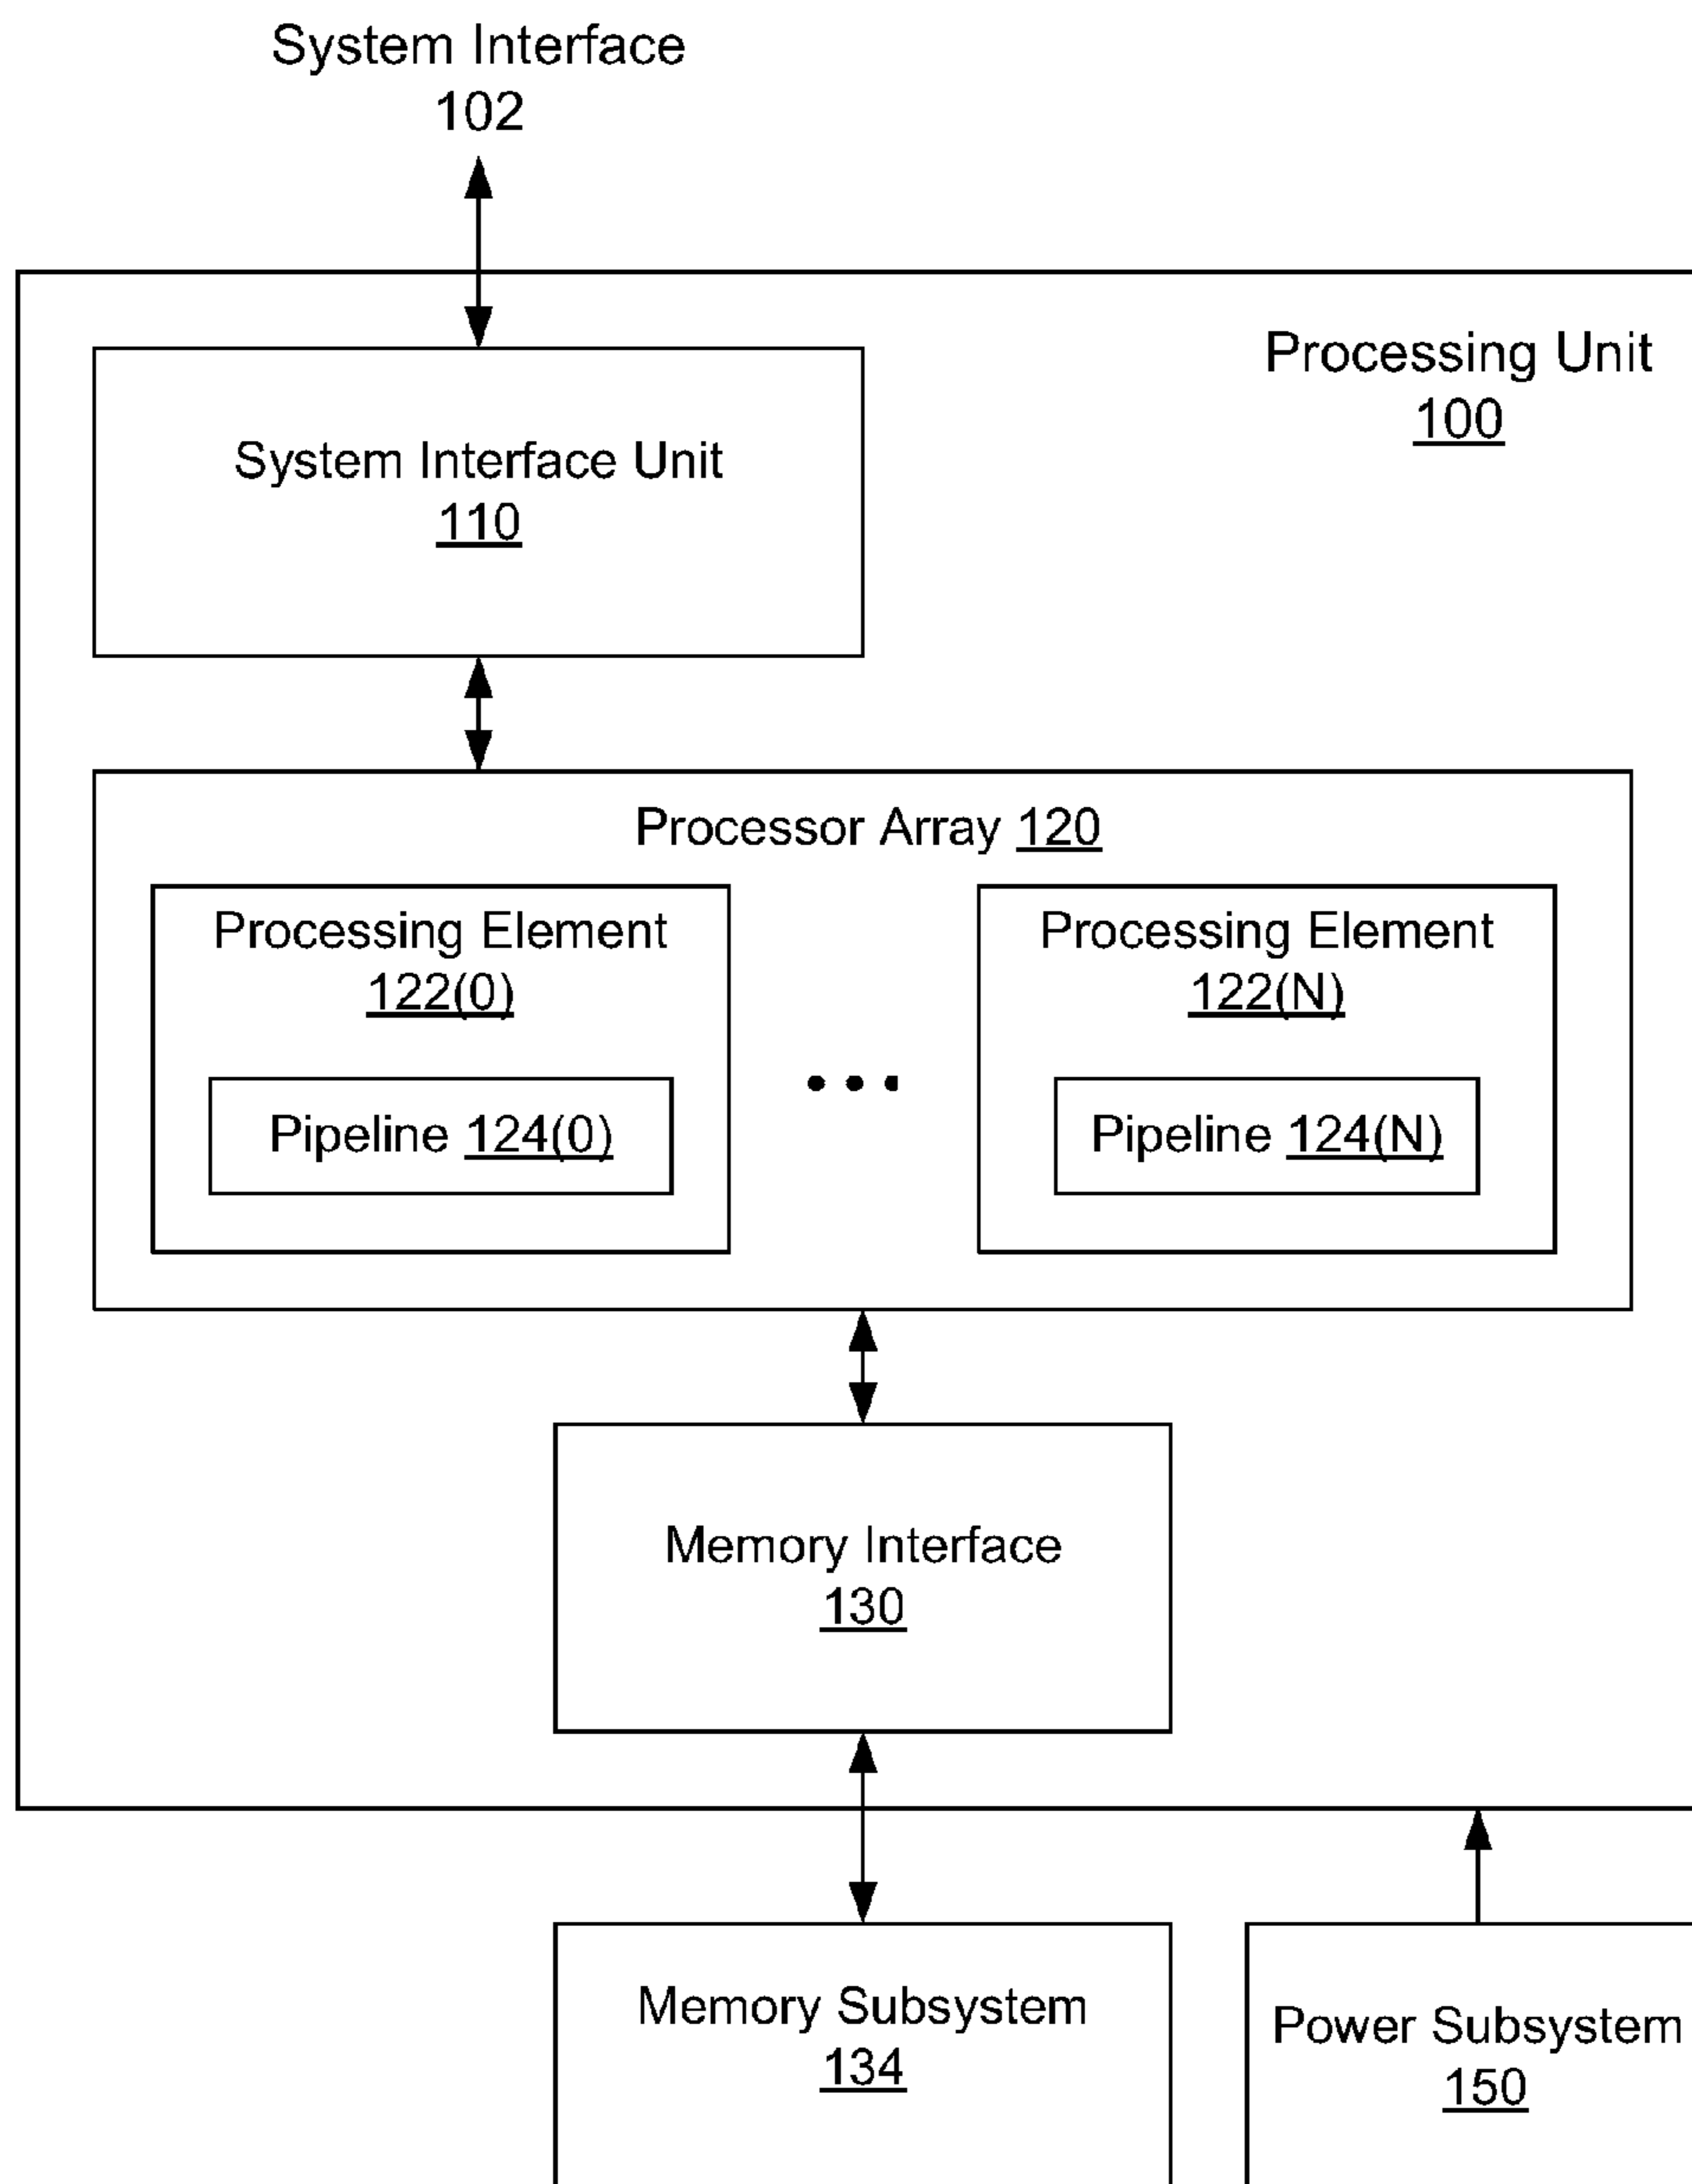 System Interface
102
Processing Unit
100
System Interface Unit
110
Processor Array 120
Processing Element
122(0)
Pipeline 124(0)
Processing Element
122(N)
Pipeline 124(N)
Memory Interface
130
Memory Subsystem
134
Power Subsystem
150